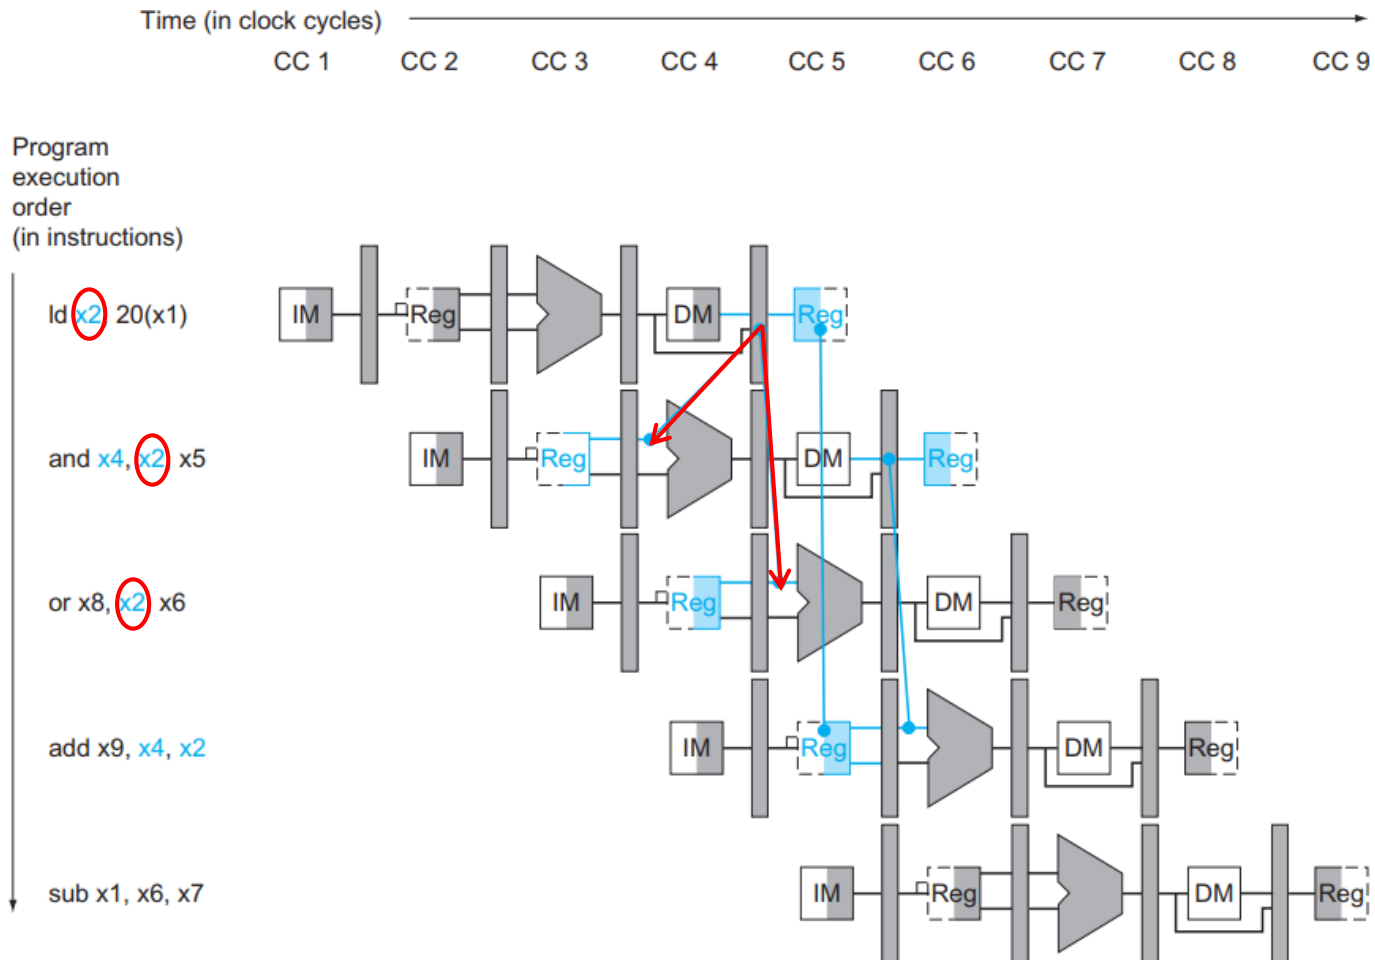 Time (in clock cycles)
CC 1 CC 2 CC 3 CC 4 CC 5 CC 6 CC 7 CC 8 CC 9
Program
execution
order
(in instructions)
ld x2 20(x1) IM Reg DM Reg
and x4, x2 x5 IM Reg DM Reg
or x8, x2 x6 IM Reg DM Reg
add x9, x4, x2 IM Reg DM Reg
sub x1, x6, x7 IM Reg DM Reg